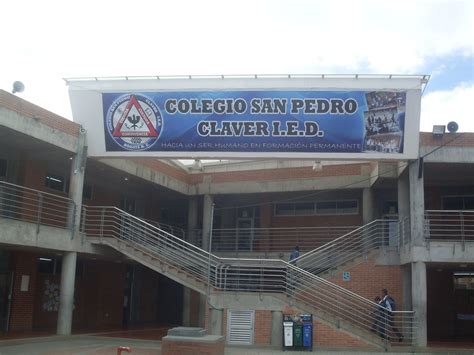 COLEGIO SAN PEDRO
CLAVER I.E.D.
HACIA UN SER HUMANO EN FORMACIÓN PERMANENTE